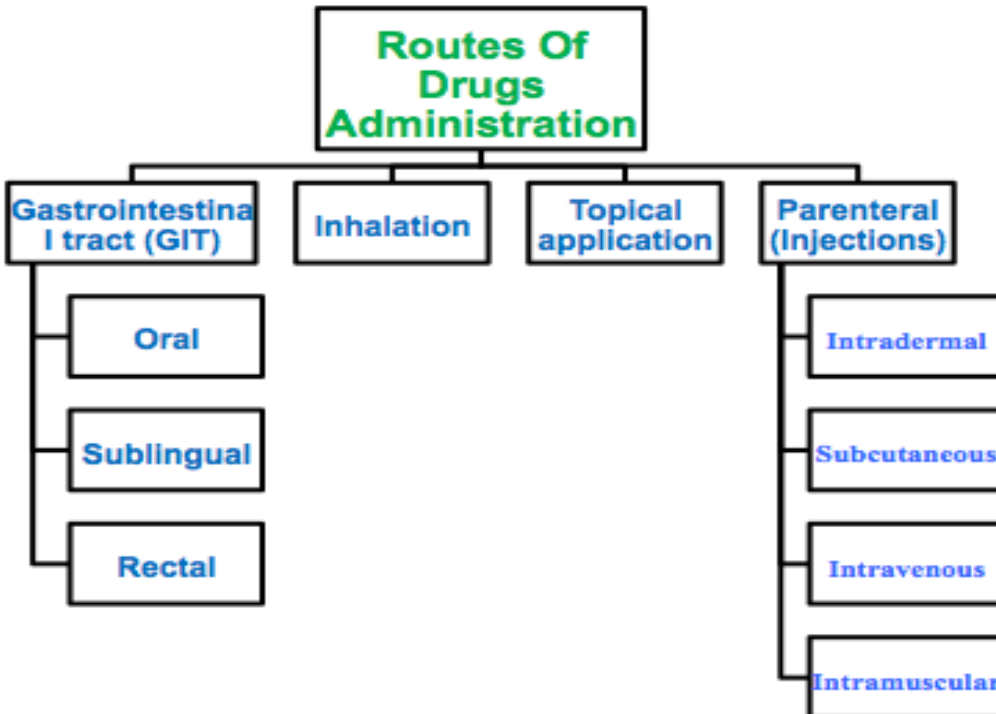 Routes Of
Drugs
Administration
Gastrointestina
l tract (GIT)
Inhalation
Topical
application
Parenteral
(Injections)
Oral
Sublingual
Rectal
Intradermal
Subcutaneous
Intravenous
Intramuscular